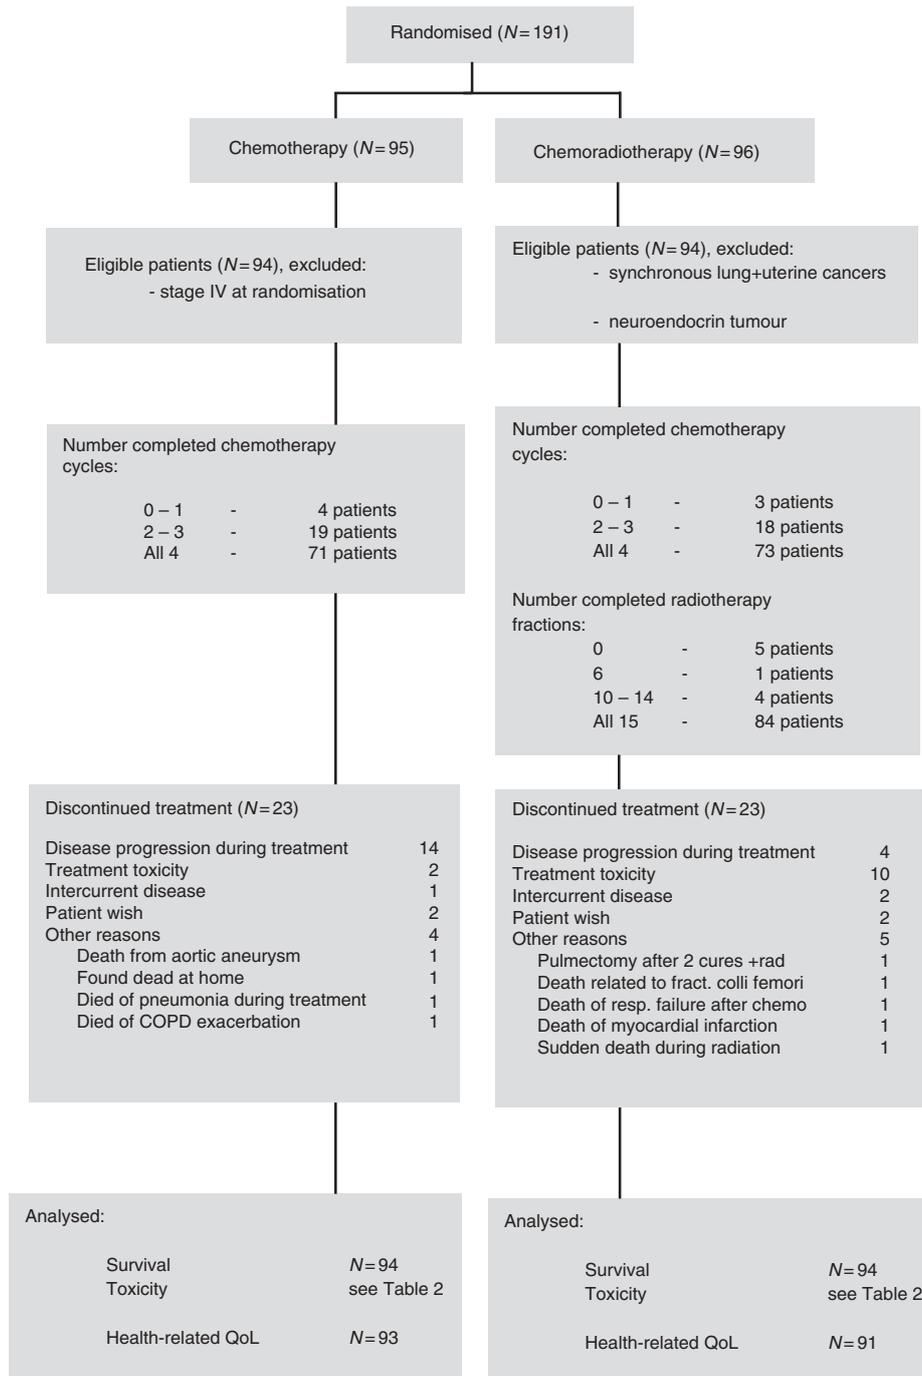 Randomised (N=191)
Chemotherapy (N=95)
Chemoradiotherapy (N=96)
Eligible patients (N=94), excluded:
- stage IV at randomisation
Eligible patients (N=94), excluded:
- synchronous lung+uterine cancers
- neuroendocrin tumour
Number completed chemotherapy
cycles:
0 – 1 - 4 patients
2 – 3 - 19 patients
All 4 - 71 patients
Number completed chemotherapy
cycles:
0 – 1 - 3 patients
2 – 3 - 18 patients
All 4 - 73 patients
Number completed radiotherapy
fractions:
0 - 5 patients
6 - 1 patients
10 – 14 - 4 patients
All 15 - 84 patients
Discontinued treatment (N=23)
Disease progression during treatment 14
Treatment toxicity 2
Intercurrent disease 1
Patient wish 2
Other reasons 4
Death from aortic aneurysm 1
Found dead at home 1
Died of pneumonia during treatment 1
Died of COPD exacerbation 1
Discontinued treatment (N=23)
Disease progression during treatment 4
Treatment toxicity 10
Intercurrent disease 2
Patient wish 2
Other reasons 5
Pulmectomy after 2 cures +rad 1
Death related to fract. colli femori 1
Death of resp. failure after chemo 1
Death of myocardial infarction 1
Sudden death during radiation 1
Analysed:
Survival N=94
Toxicity see Table 2
Health-related QoL N=93
Analysed:
Survival N=94
Toxicity see Table 2
Health-related QoL N=91